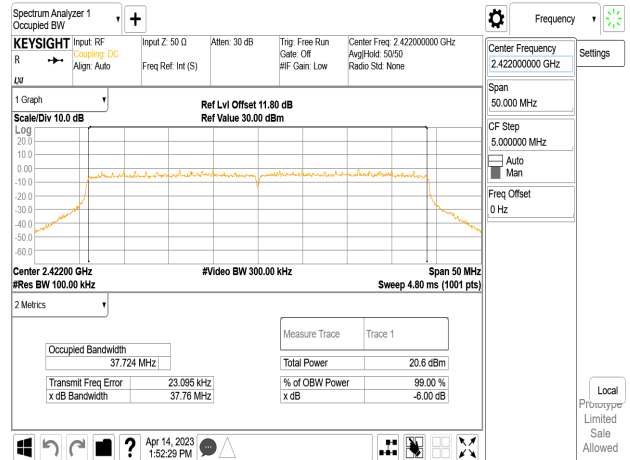 Spectrum Analyzer 1
Occupied BW
Frequency
KEYSIGHT
R
LXI
Input: RF
Coupling: DC
Align: Auto
Input Z: 50 Ω
Freq Ref: Int (S)
Atten: 30 dB
Trig: Free Run
Gate: Off
#IF Gain: Low
Center Freq: 2.422000000 GHz
Avg|Hold: 50/50
Radio Std: None
Center Frequency
2.422000000 GHz
Settings
Span
50.000 MHz
CF Step
5.000000 MHz
Auto
Man
Freq Offset
0 Hz
1 Graph
Scale/Div 10.0 dB
Ref Lvl Offset 11.80 dB
Ref Value 30.00 dBm
Log
20.0
10.0
0.00
-10.0
-20.0
-30.0
-40.0
-50.0
-60.0
Center 2.42200 GHz
#Video BW 300.00 kHz
Span 50 MHz
#Res BW 100.00 kHz
Sweep 4.80 ms (1001 pts)
2 Metrics
Measure Trace
Trace 1
Occupied Bandwidth
37.724 MHz
Total Power
20.6 dBm
Transmit Freq Error
23.095 kHz
% of OBW Power
99.00 %
x dB Bandwidth
37.76 MHz
x dB
-6.00 dB
Local
Prototype
Limited
Sale
Allowed
?
Apr 14, 2023
1:52:29 PM